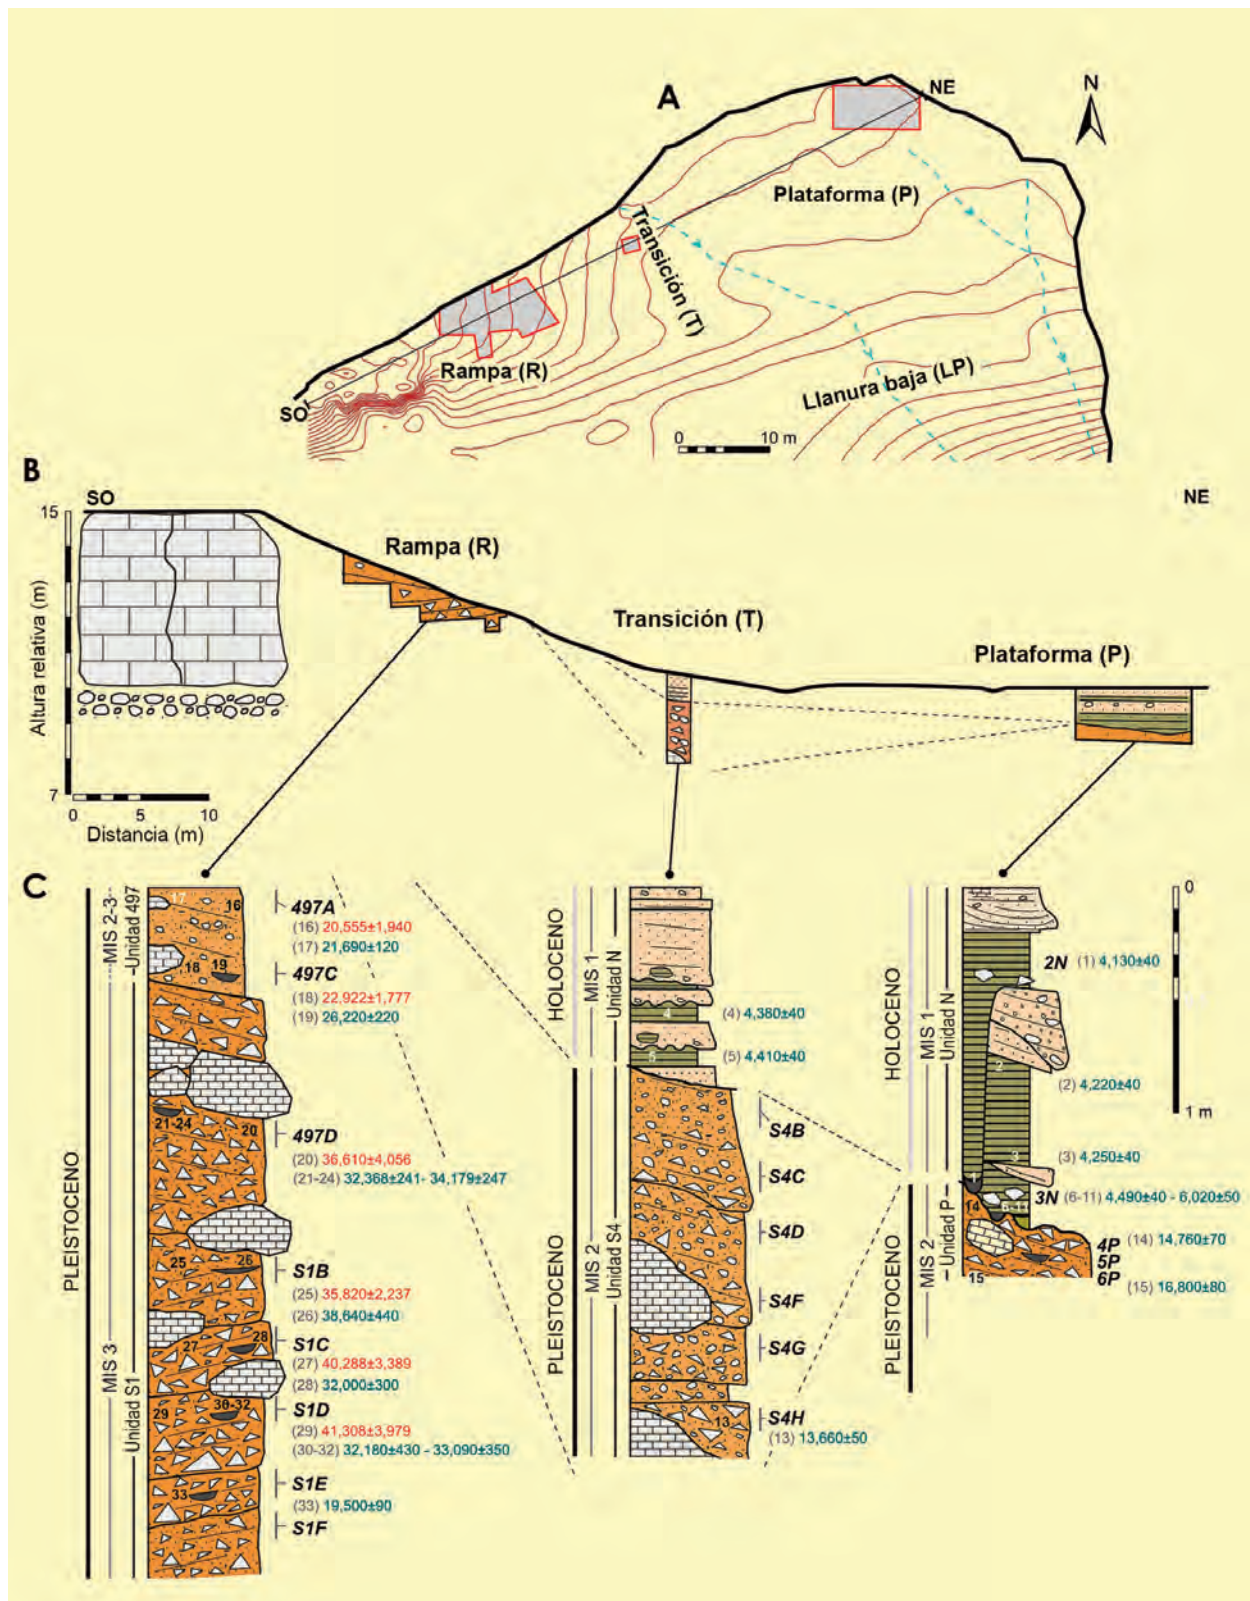 A
NE
N
Plataforma (P)
Transición (T)
Rampa (R)
SO
Llanura baja (LP)
0 10 m
B
SO
NE
15
Rampa (R)
Transición (T)
Plataforma (P)
Altura relativa (m)
7
0 5 10
Distancia (m)
C
PLEISTOCENO
MIS 2-3
Unidad 497
MIS 3
Unidad S1
17
16
497A
(16) 20,555±1,940
(17) 21,690±120
18
19
497C
(18) 22,922±1,777
(19) 26,220±220
21-24
20
497D
(20) 36,610±4,056
(21-24) 32,368±241- 34,179±247
25
26
S1B
(25) 35,820±2,237
(26) 38,640±440
27
28
S1C
(27) 40,288±3,389
(28) 32,000±300
29
30-32
S1D
(29) 41,308±3,979
(30-32) 32,180±430 - 33,090±350
33
S1E
(33) 19,500±90
S1F
HOLOCENO
MIS 1
Unidad N
PLEISTOCENO
MIS 2
Unidad S4
4
(4) 4,380±40
5
(5) 4,410±40
S4B
S4C
S4D
S4F
S4G
S4H
13
(13) 13,660±50
HOLOCENO
MIS 1
Unidad N
PLEISTOCENO
MIS 2
Unidad P
2N (1) 4,130±40
2
(2) 4,220±40
3
(3) 4,250±40
3N (6-11) 4,490±40 - 6,020±50
14
6-11
4P (14) 14,760±70
5P
6P
15
(15) 16,800±80
0
1 m